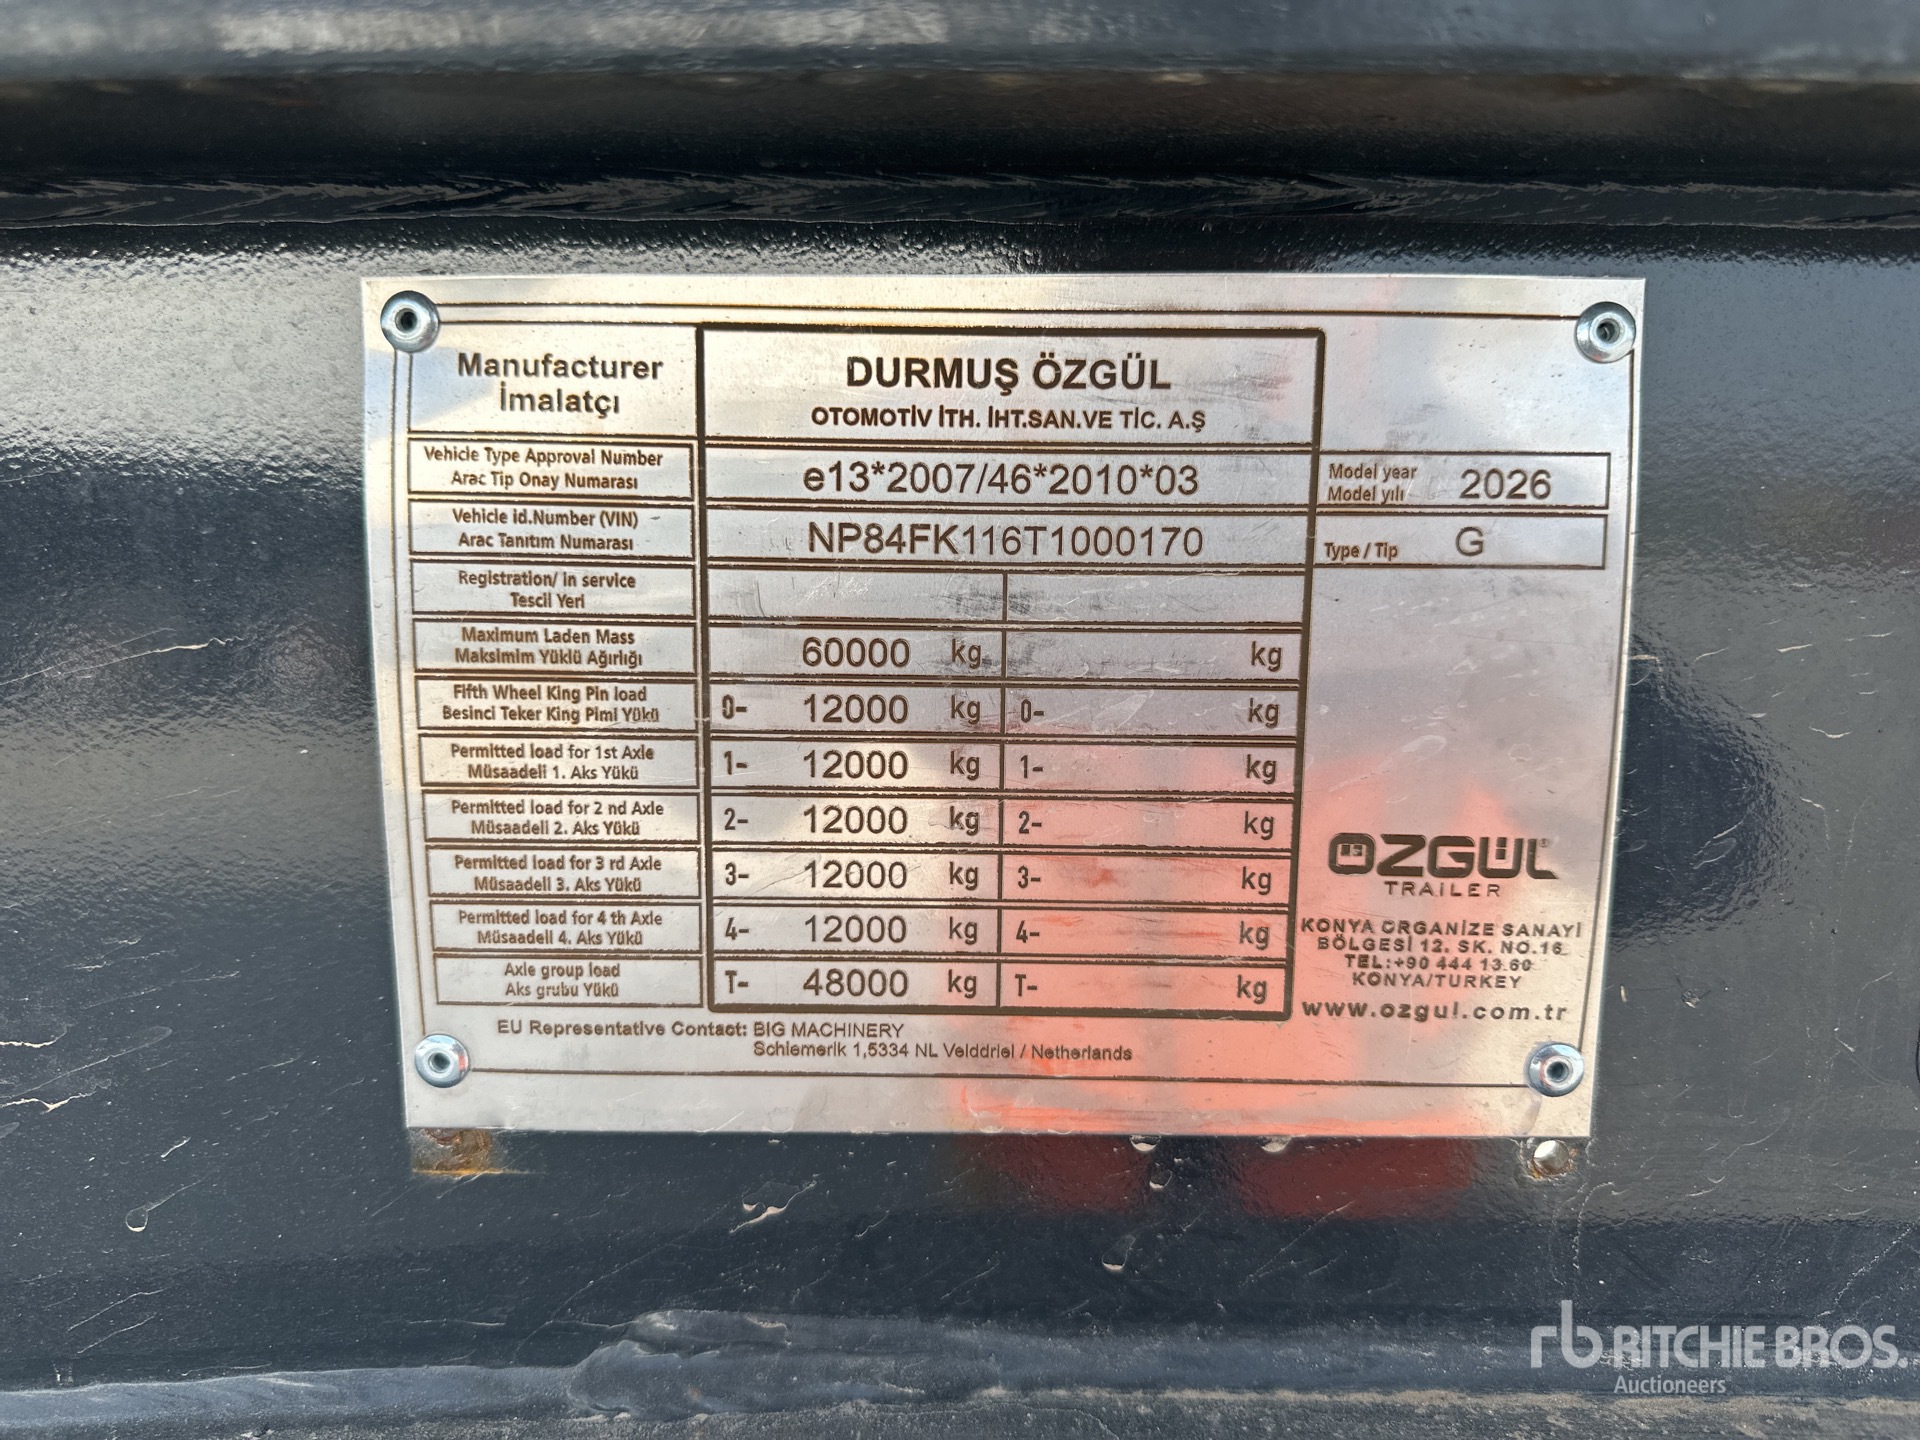 Manufacturer
İmalatçı
DURMUŞ ÖZGÜL
OTOMOTİV İTH. İHT.SAN.VE TİC. A.Ş
Vehicle Type Approval Number
Arac Tip Onay Numarası
e13*2007/46*2010*03
Model year
Model yılı
2026
Vehicle id.Number (VIN)
Arac Tanıtım Numarası
NP84FK116T1000170
Type / Tip
G
Registration/ in service
Tescil Yeri
Maximum Laden Mass
Maksimim Yüklü Ağırlığı
60000 kg kg
Fifth Wheel King Pin load
Besinci Teker King Pimi Yükü
0- 12000 kg 0- kg
Permitted load for 1st Axle
Müsaadeli 1. Aks Yükü
1- 12000 kg 1- kg
Permitted load for 2 nd Axle
Müsaadeli 2. Aks Yükü
2- 12000 kg 2- kg
Permitted load for 3 rd Axle
Müsaadeli 3. Aks Yükü
3- 12000 kg 3- kg
Permitted load for 4 th Axle
Müsaadeli 4. Aks Yükü
4- 12000 kg 4- kg
Axle group load
Aks grubu Yükü
T- 48000 kg T- kg
ÖZGÜL
TRAILER
KONYA ORGANİZE SANAYİ
BÖLGESİ 12. SK. NO.16
TEL:+90 444 13 60
KONYA/TURKEY
www.ozgul.com.tr
EU Representative Contact: BIG MACHINERY
Schlemerik 1,5334 NL Velddriel / Netherlands
rb RITCHIE BROS.
Auctioneers